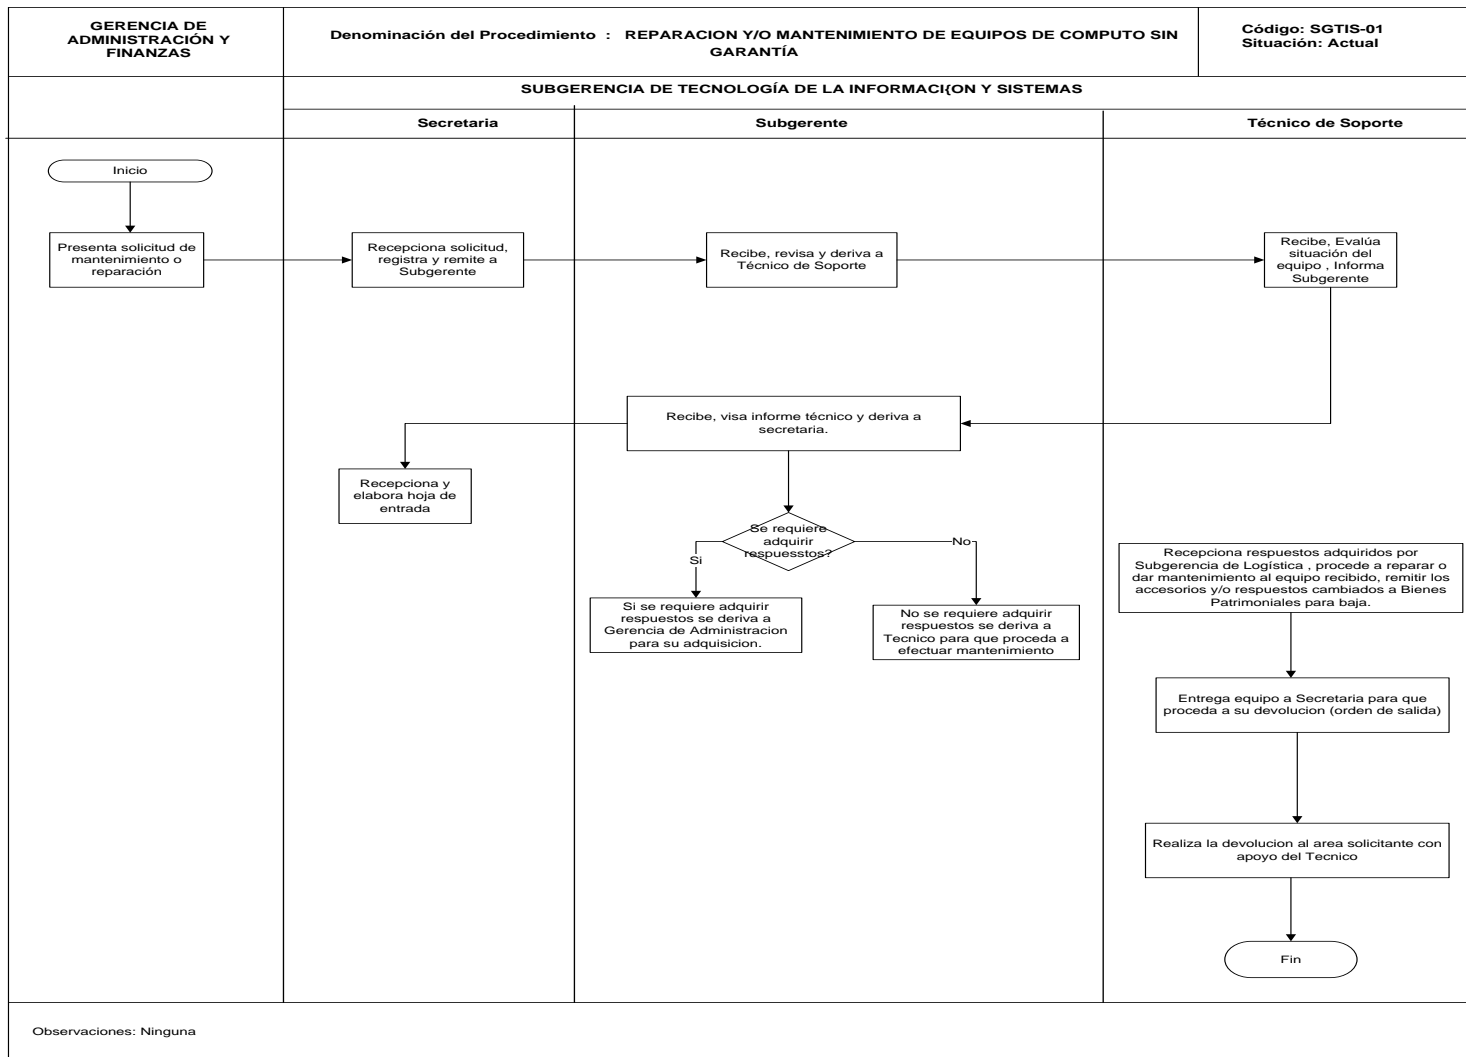 GERENCIA DE
ADMINISTRACIÓN Y
FINANZAS
Denominación del Procedimiento : REPARACION Y/O MANTENIMIENTO DE EQUIPOS DE COMPUTO SIN
GARANTÍA
Código: SGTIS-01
Situación: Actual
SUBGERENCIA DE TECNOLOGÍA DE LA INFORMACI{ON Y SISTEMAS
Secretaria
Subgerente
Técnico de Soporte
Inicio
Presenta solicitud de
mantenimiento o
reparación
Recepciona solicitud,
registra y remite a
Subgerente
Recibe, revisa y deriva a
Técnico de Soporte
Recibe, Evalúa
situación del
equipo , Informa
Subgerente
Recibe, visa informe técnico y deriva a
secretaria.
Recepciona y
elabora hoja de
entrada
Se requiere
adquirir
respuesstos?
Si
No
Si se requiere adquirir
respuestos se deriva a
Gerencia de Administracion
para su adquisicion.
No se requiere adquirir
respuestos se deriva a
Tecnico para que proceda a
efectuar mantenimiento
Recepciona respuestos adquiridos por
Subgerencia de Logística , procede a reparar o
dar mantenimiento al equipo recibido, remitir los
accesorios y/o respuestos cambiados a Bienes
Patrimoniales para baja.
Entrega equipo a Secretaria para que
proceda a su devolucion (orden de salida)
Realiza la devolucion al area solicitante con
apoyo del Tecnico
Fin
Observaciones: Ninguna